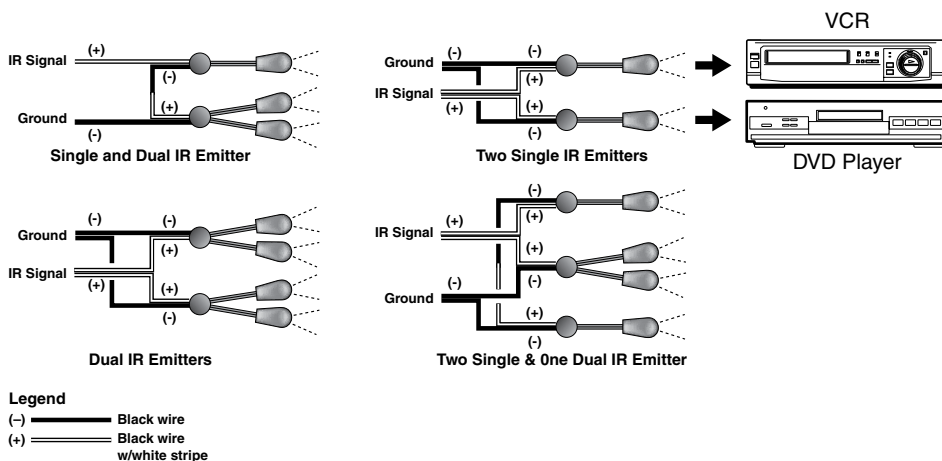 IR Signal
(+)
(-)
(+)
Ground
(-)
Single and Dual IR Emitter
(-)
(-)
Ground
(+)
IR Signal
(+)
(+)
(-)
Two Single IR Emitters
VCR
DVD Player
(-)
(-)
Ground
(+)
IR Signal
(+)
(+)
(-)
Dual IR Emitters
(-)
(+)
(+)
IR Signal
(+)
(-)
(-)
Ground
(+)
(-)
Two Single & 0ne Dual IR Emitter
Legend
(–) Black wire
(+) Black wire
w/white stripe